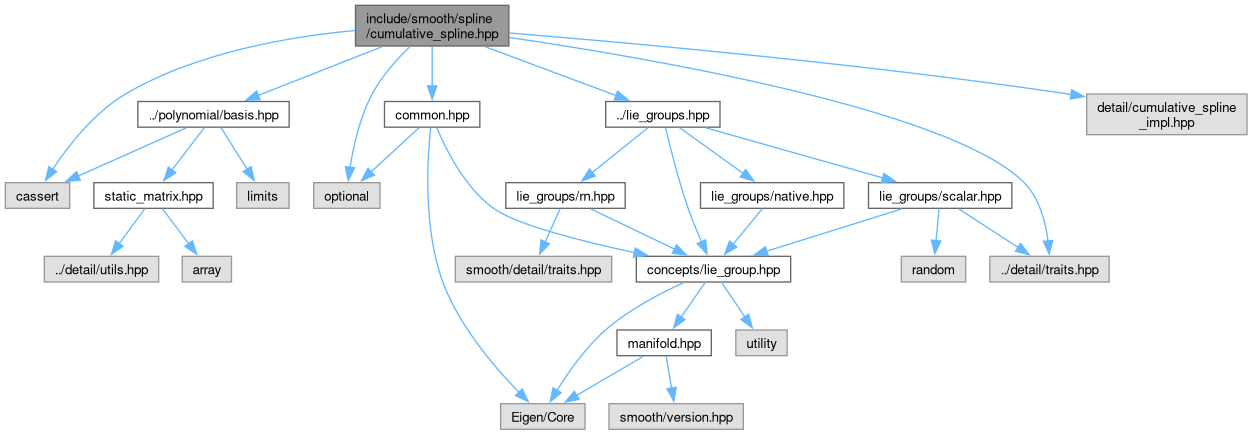 include/smooth/spline
/cumulative_spline.hpp
../polynomial/basis.hpp
common.hpp
../lie_groups.hpp
detail/cumulative_spline
_impl.hpp
cassert
static_matrix.hpp
limits
optional
lie_groups/rn.hpp
lie_groups/native.hpp
lie_groups/scalar.hpp
../detail/utils.hpp
array
smooth/detail/traits.hpp
concepts/lie_group.hpp
random
../detail/traits.hpp
manifold.hpp
utility
Eigen/Core
smooth/version.hpp